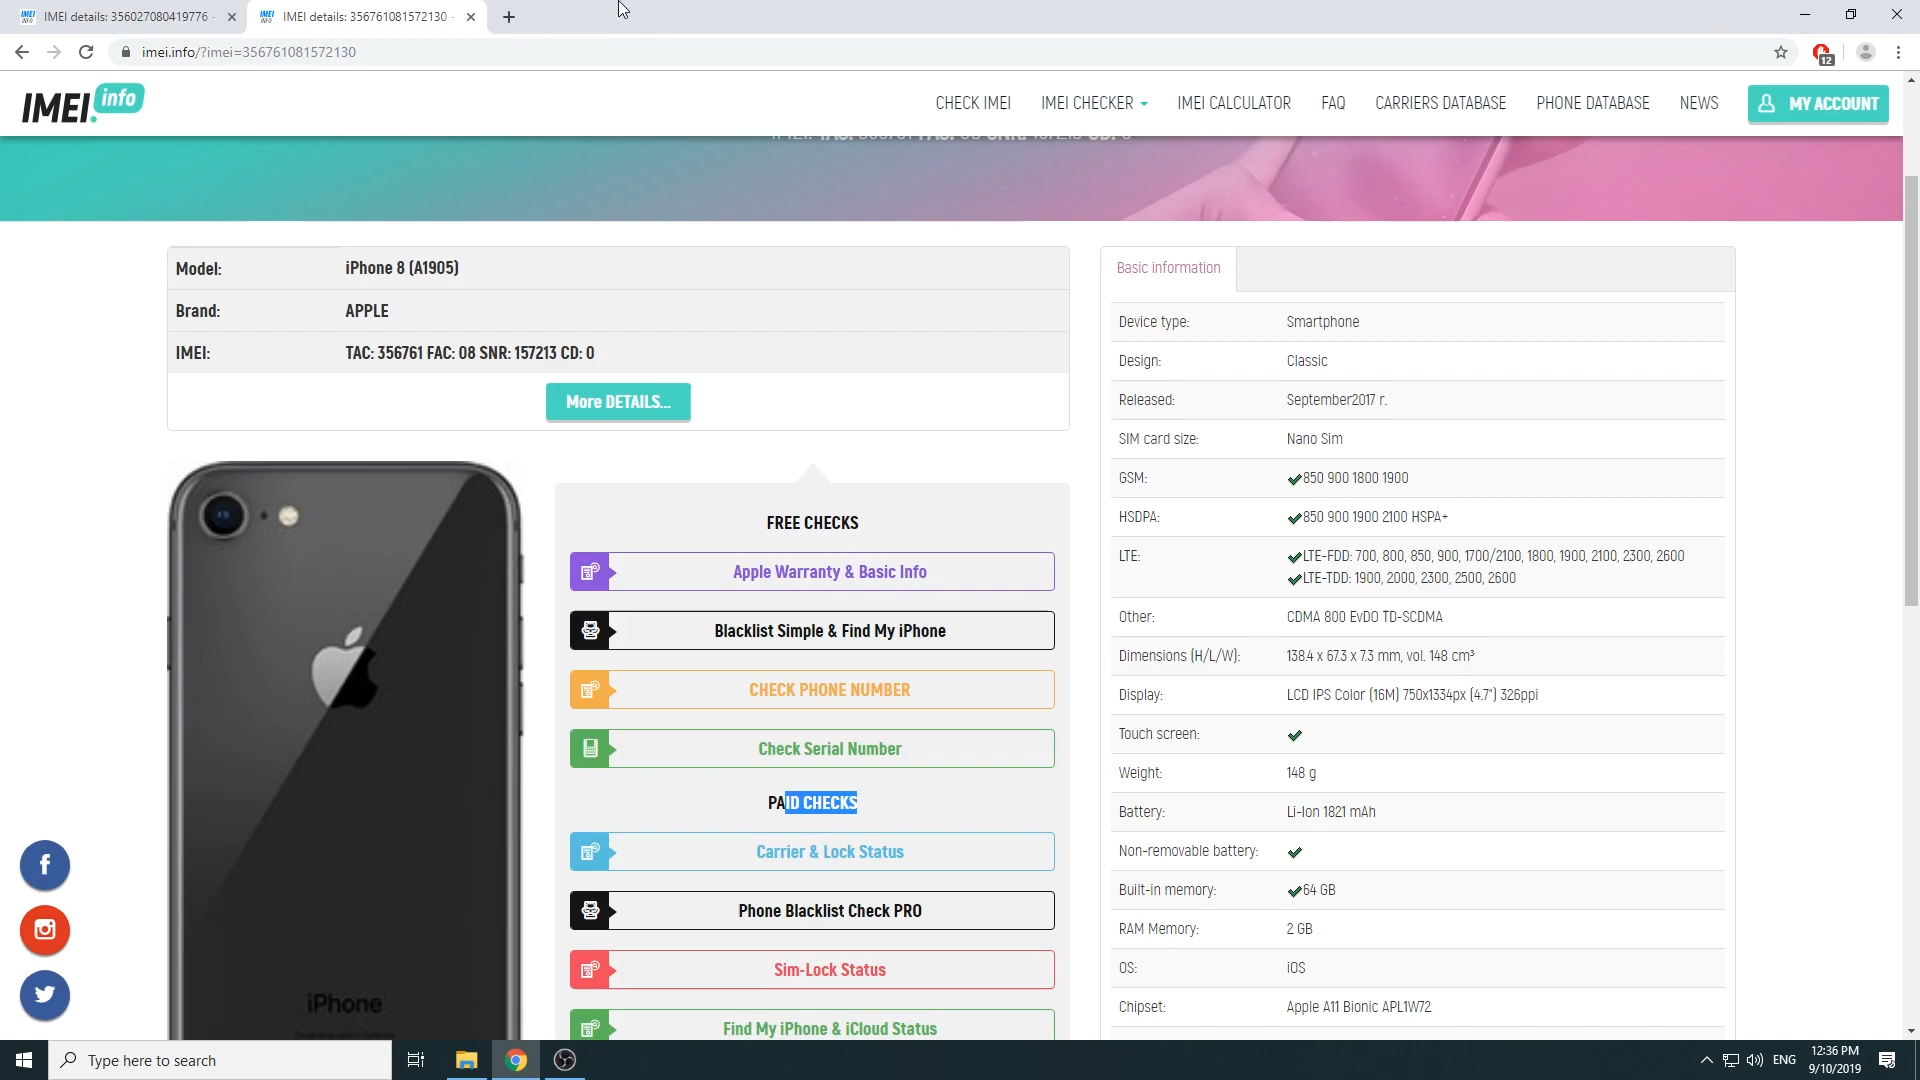 IMEI details: 356027080419776 -
IMEI details: 356761081572130 -
imei.info/?imei=356761081572130
12
IMEI.info
CHECK IMEI
IMEI CHECKER
IMEI CALCULATOR
FAQ
CARRIERS DATABASE
PHONE DATABASE
NEWS
MY ACCOUNT
Model: iPhone 8 (A1905)
Brand: APPLE
IMEI: TAC: 356761 FAC: 08 SNR: 157213 CD: 0
More DETAILS...
iPhone
FREE CHECKS
Apple Warranty & Basic Info
Blacklist Simple & Find My iPhone
CHECK PHONE NUMBER
Check Serial Number
PAID CHECKS
Carrier & Lock Status
Phone Blacklist Check PRO
Sim-Lock Status
Find My iPhone & iCloud Status
Basic information
Device type: Smartphone
Design: Classic
Released: September2017 r.
SIM card size: Nano Sim
GSM: 850 900 1800 1900
HSDPA: 850 900 1900 2100 HSPA+
LTE: LTE-FDD: 700, 800, 850, 900, 1700/2100, 1800, 1900, 2100, 2300, 2600
LTE-TDD: 1900, 2000, 2300, 2500, 2600
Other: CDMA 800 EvDO TD-SCDMA
Dimensions (H/L/W): 138.4 x 67.3 x 7.3 mm, vol. 148 cm³
Display: LCD IPS Color (16M) 750x1334px (4.7") 326ppi
Touch screen:
Weight: 148 g
Battery: Li-Ion 1821 mAh
Non-removable battery:
Built-in memory: 64 GB
RAM Memory: 2 GB
OS: iOS
Chipset: Apple A11 Bionic APL1W72
Type here to search
ENG
12:36 PM
9/10/2019